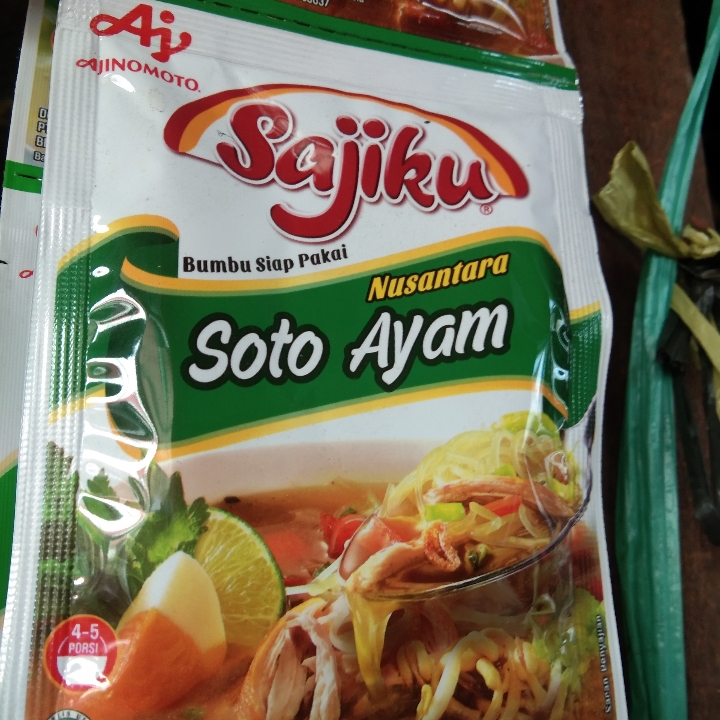 AJINOMOTO
Sajiku
Bumbu Siap Pakai
Nusantara
Soto Ayam
4-5
PORSI
Saran Penyajian